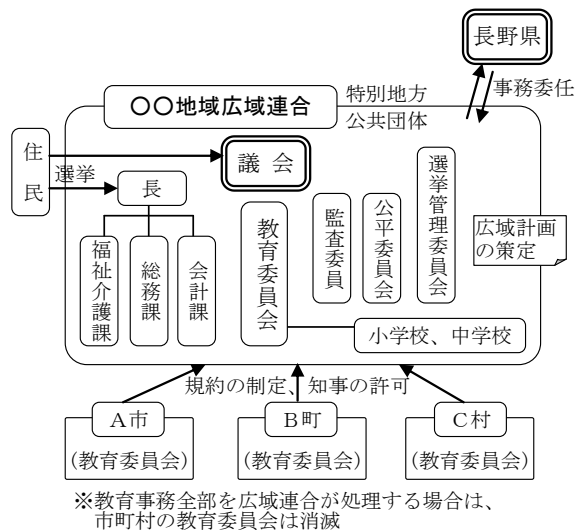 長野県
事務委任
〇〇地域広域連合
特別地方
公共団体
住民
選挙
議会
長
福祉介護課
総務課
会計課
教育委員会
監査委員
公平委員会
選挙管理委員会
広域計画
の策定
小学校、中学校
規約の制定、知事の許可
A市
(教育委員会)
B町
(教育委員会)
C村
(教育委員会)
※教育事務全部を広域連合が処理する場合は、
市町村の教育委員会は消滅